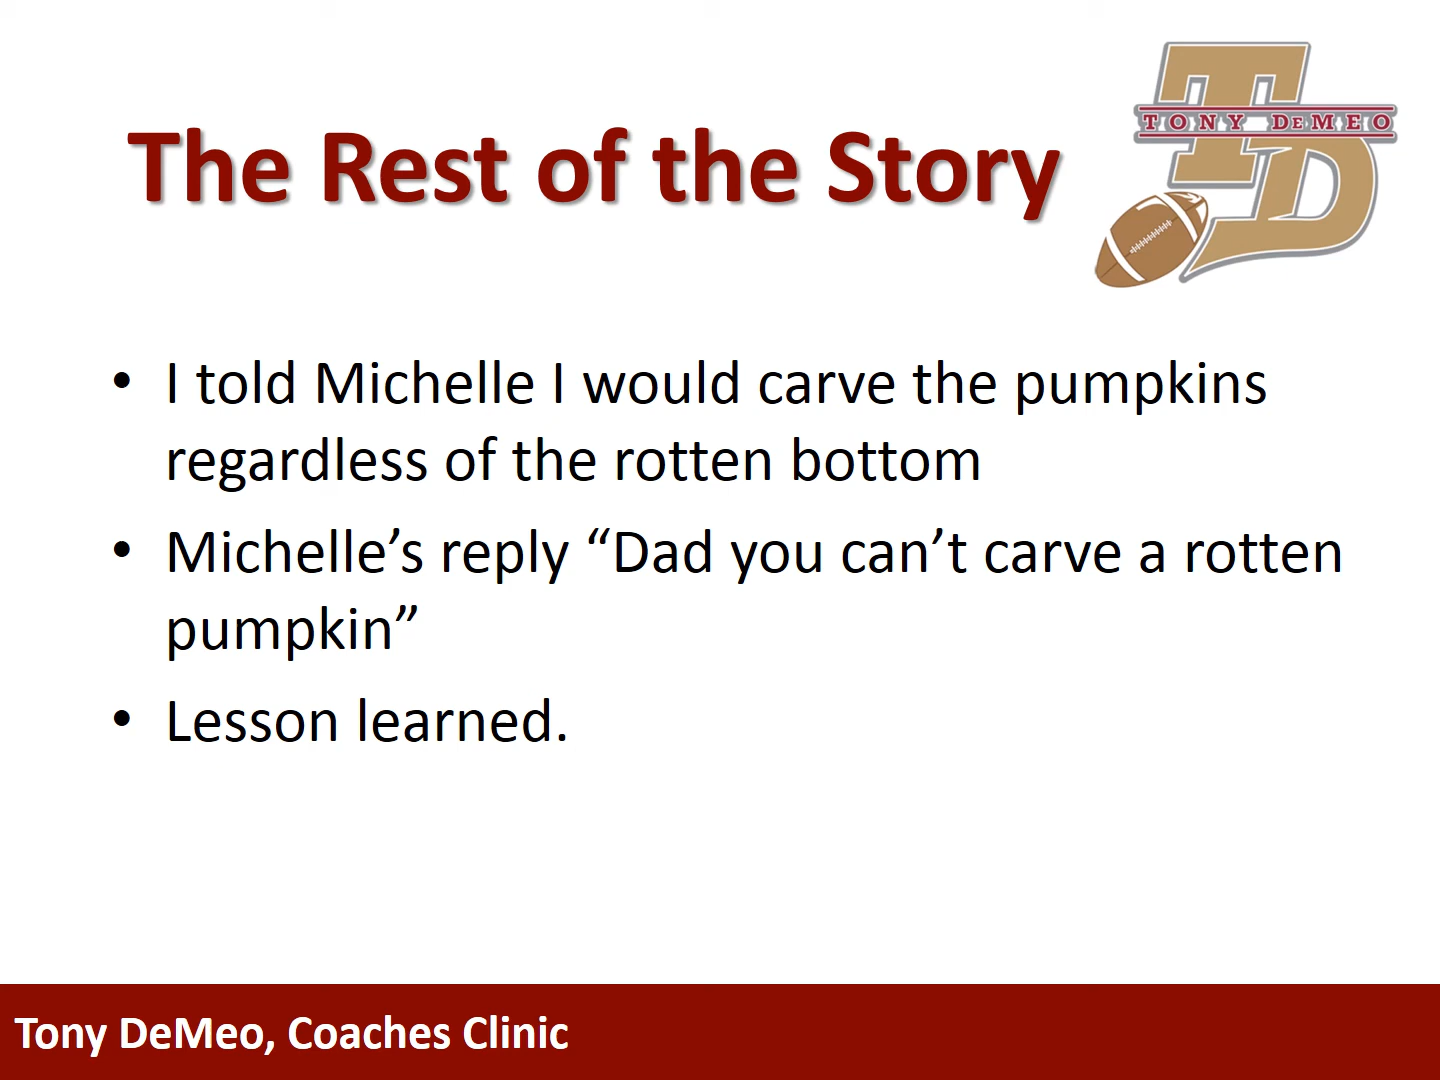 The Rest of the Story
TONY DEMEO
TD
• I told Michelle I would carve the pumpkins
regardless of the rotten bottom
• Michelle’s reply “Dad you can’t carve a rotten
pumpkin”
• Lesson learned.
Tony DeMeo, Coaches Clinic